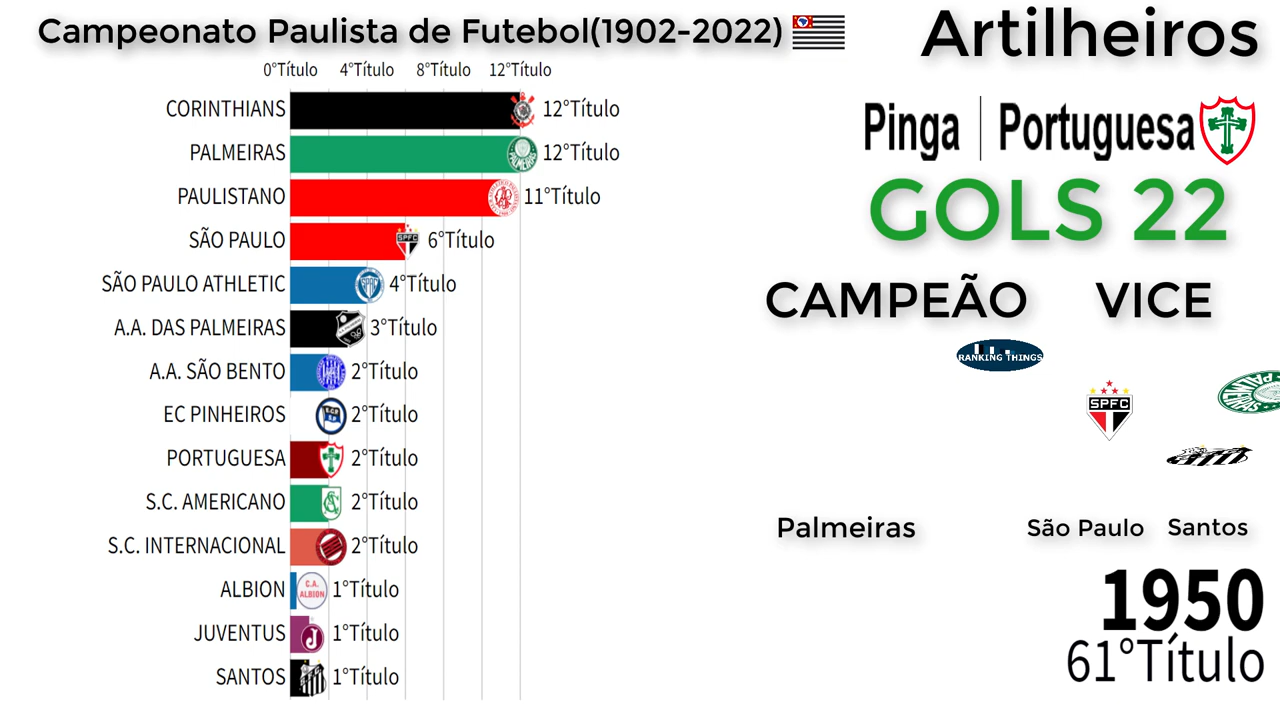 Campeonato Paulista de Futebol(1902-2022)
Artilheiros
0°Título 4°Título 8°Título 12°Título
CORINTHIANS 12°Título
PALMEIRAS 12°Título
PAULISTANO 11°Título
SÃO PAULO 6°Título
SÃO PAULO ATHLETIC 4°Título
A.A. DAS PALMEIRAS 3°Título
A.A. SÃO BENTO 2°Título
EC PINHEIROS 2°Título
PORTUGUESA 2°Título
S.C. AMERICANO 2°Título
S.C. INTERNACIONAL 2°Título
ALBION C.A. ALBION 1°Título
JUVENTUS J 1°Título
SANTOS 1°Título
Pinga | Portuguesa
GOLS 22
CAMPEÃO VICE
RANKING THINGS
SPFC
PALMEIRAS
Palmeiras São Paulo Santos
1950
61°Título